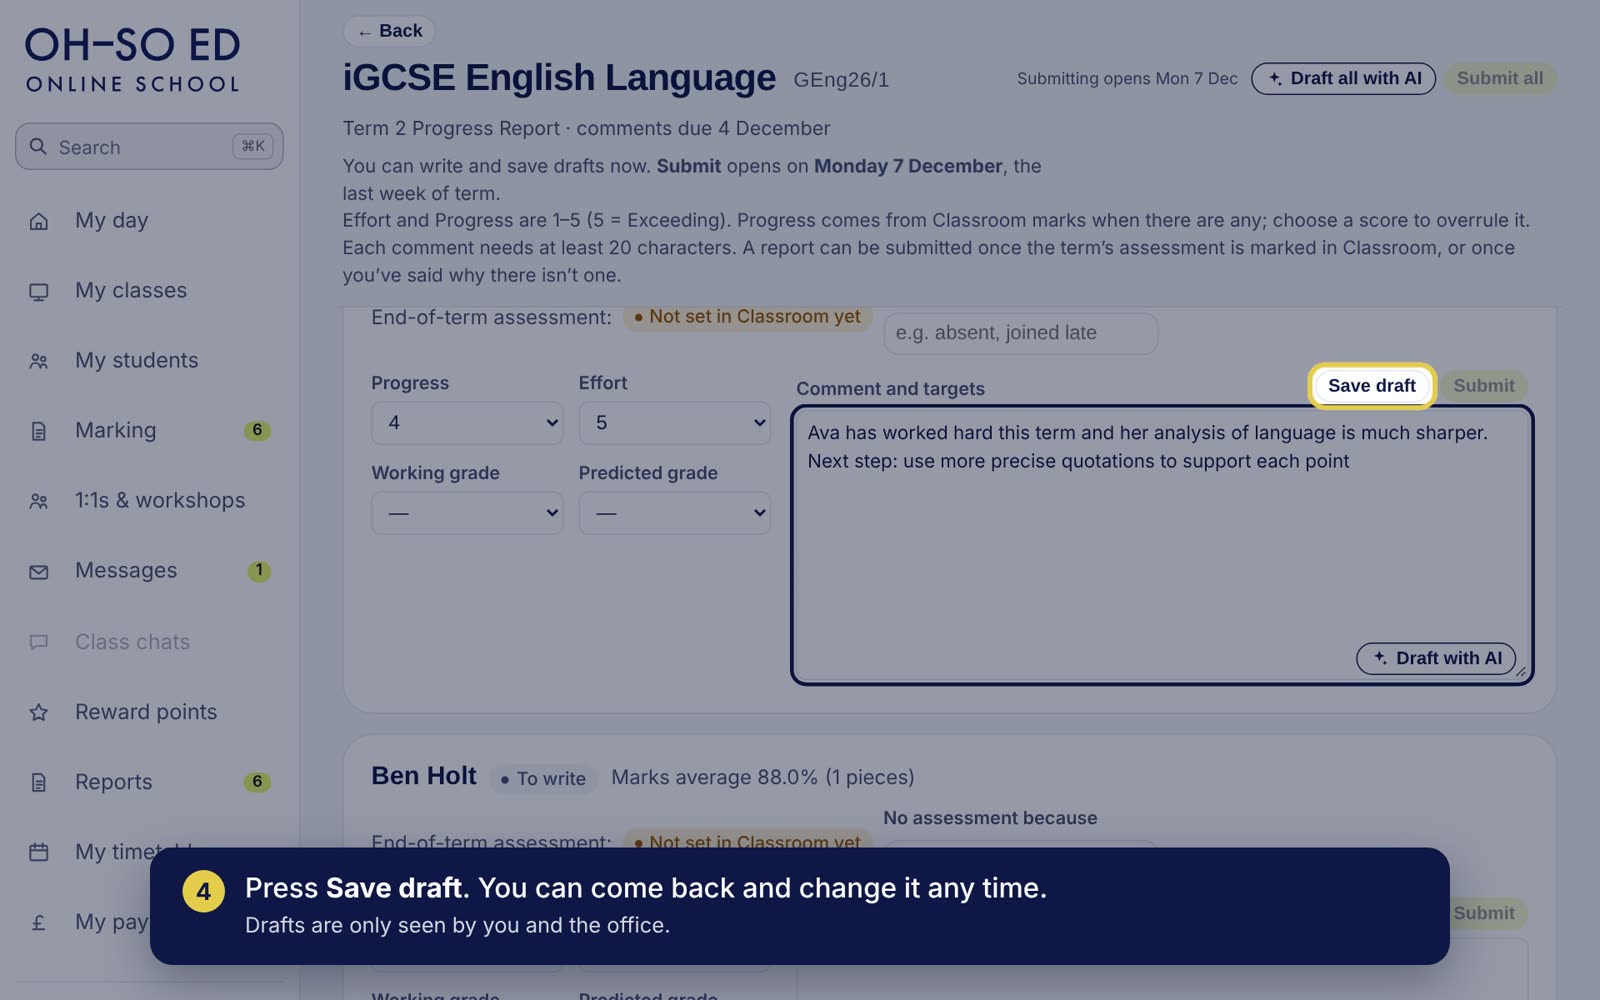 OH–SO ED
ONLINE SCHOOL
Search ⌘K
My day
My classes
My students
Marking 6
1:1s & workshops
Messages 1
Class chats
Reward points
Reports 6
My pay
← Back
iGCSE English Language GEng26/1
Submitting opens Mon 7 Dec Draft all with AI Submit all
Term 2 Progress Report · comments due 4 December
You can write and save drafts now. Submit opens on Monday 7 December, the
last week of term.
Effort and Progress are 1–5 (5 = Exceeding). Progress comes from Classroom marks when there are any; choose a score to overrule it.
Each comment needs at least 20 characters. A report can be submitted once the term’s assessment is marked in Classroom, or once
you’ve said why there isn’t one.
End-of-term assessment: • Not set in Classroom yet
e.g. absent, joined late
Progress Effort
4 5
Working grade Predicted grade
— —
Comment and targets Save draft Submit
Ava has worked hard this term and her analysis of language is much sharper.
Next step: use more precise quotations to support each point
Draft with AI
Ben Holt • To write Marks average 88.0% (1 pieces)
No assessment because
End-of-term assessment: • Not set in Classroom yet
Submit
4 Press Save draft. You can come back and change it any time.
Drafts are only seen by you and the office.
Working grade Predicted grade